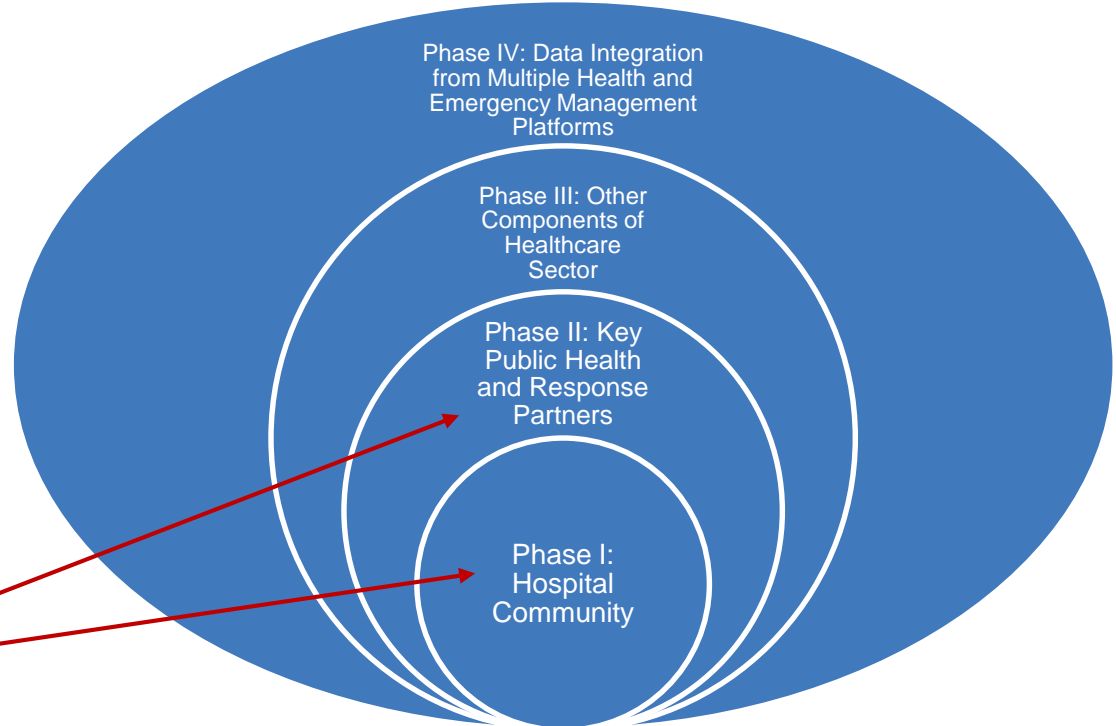 Phase IV: Data Integration
from Multiple Health and
Emergency Management
Platforms
Phase III: Other
Components of
Healthcare
Sector
Phase II: Key
Public Health
and Response
Partners
Phase I:
Hospital
Community